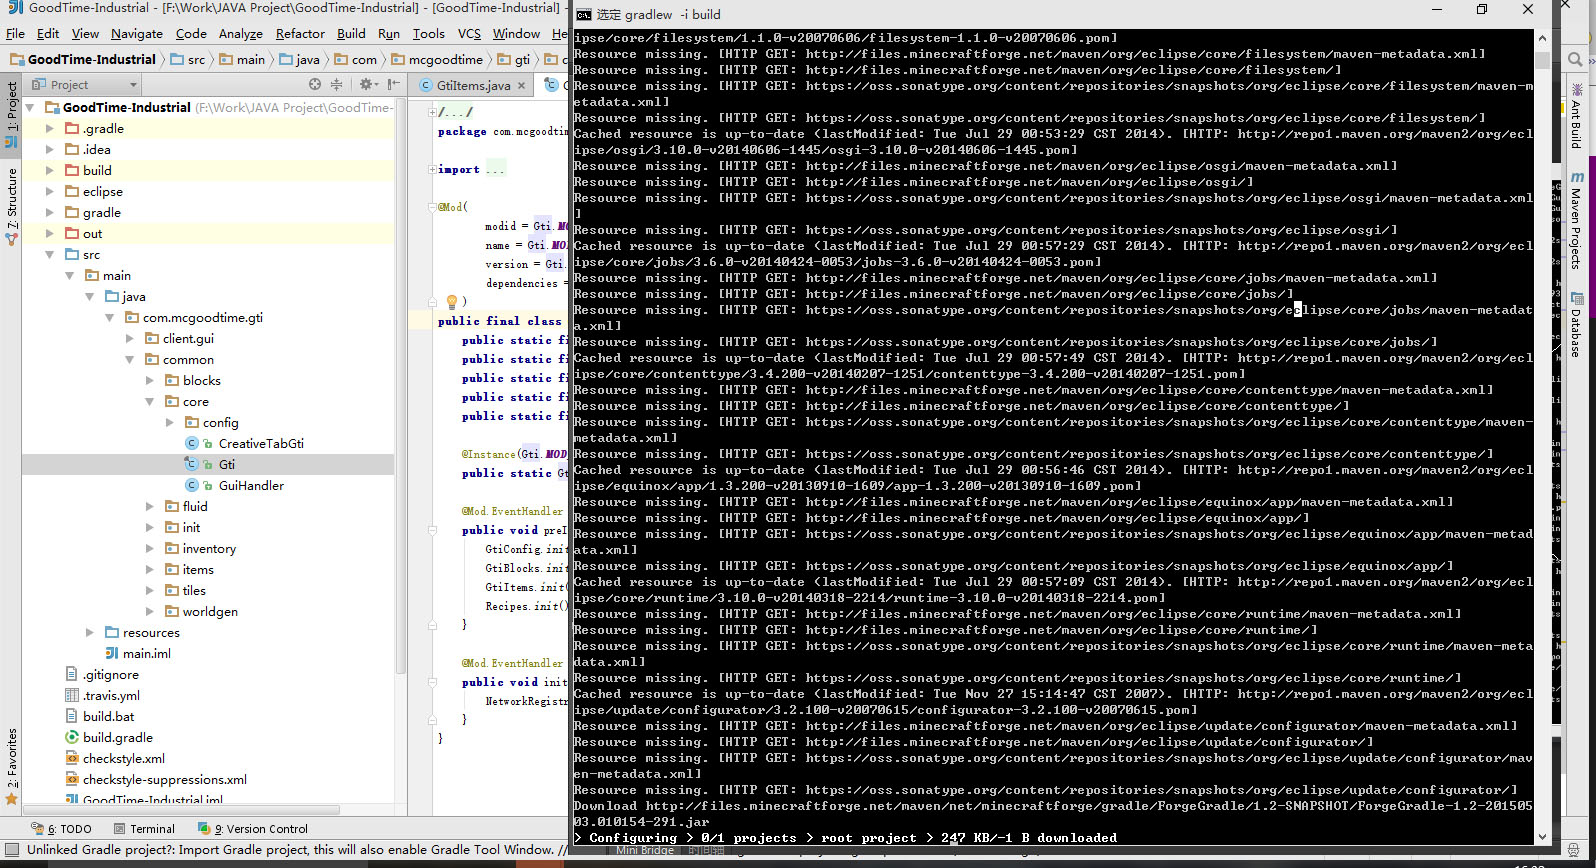 GoodTime-Industrial - [F:\Work\JAVA Project\GoodTime-Industrial] - [GoodTime-Industrial] -
File Edit View Navigate Code Analyze Refactor Build Run Tools VCS Window He
GoodTime-Industrial src main java com mcgoodtime gti c
Project
GtiItems.java
1: Project
Z: Structure
2: Favorites
GoodTime-Industrial (F:\Work\JAVA Project\GoodTime-
.gradle
.idea
build
eclipse
gradle
out
src
main
java
com.mcgoodtime.gti
client.gui
common
blocks
core
config
CreativeTabGti
Gti
GuiHandler
fluid
init
inventory
items
tiles
worldgen
resources
main.iml
.gitignore
.travis.yml
build.bat
build.gradle
checkstyle.xml
checkstyle-suppressions.xml
GoodTime-Industrial.iml
/.../
package com.mcgoodtim
import ...
@Mod(
modid = Gti.MO
name = Gti.MO
version = Gti.
dependencies =
)
public final class
public static fi
public static fi
public static fi
public static fi
public static fi
@Instance(Gti.MOD
public static Gt
@Mod.EventHandler
public void preI
GtiConfig.init
GtiBlocks.init
GtiItems.init(
Recipes.init()
}
@Mod.EventHandler
public void init
NetworkRegistr
}
}
选定 gradlew -i build
ipse/core/filesystem/1.1.0-v20070606/filesystem-1.1.0-v20070606.pom]
Resource missing. [HTTP GET: http://files.minecraftforge.net/maven/org/eclipse/core/filesystem/maven-metadata.xml]
Resource missing. [HTTP GET: http://files.minecraftforge.net/maven/org/eclipse/core/filesystem/]
Resource missing. [HTTP GET: https://oss.sonatype.org/content/repositories/snapshots/org/eclipse/core/filesystem/maven-m
etadata.xml]
Resource missing. [HTTP GET: https://oss.sonatype.org/content/repositories/snapshots/org/eclipse/core/filesystem/]
Cached resource is up-to-date (lastModified: Tue Jul 29 00:53:29 CST 2014). [HTTP: http://repo1.maven.org/maven2/org/ecl
ipse/osgi/3.10.0-v20140606-1445/osgi-3.10.0-v20140606-1445.pom]
Resource missing. [HTTP GET: http://files.minecraftforge.net/maven/org/eclipse/osgi/maven-metadata.xml]
Resource missing. [HTTP GET: http://files.minecraftforge.net/maven/org/eclipse/osgi/]
Resource missing. [HTTP GET: https://oss.sonatype.org/content/repositories/snapshots/org/eclipse/osgi/maven-metadata.xml
]
Resource missing. [HTTP GET: https://oss.sonatype.org/content/repositories/snapshots/org/eclipse/osgi/]
Cached resource is up-to-date (lastModified: Tue Jul 29 00:57:29 CST 2014). [HTTP: http://repo1.maven.org/maven2/org/ecl
ipse/core/jobs/3.6.0-v20140424-0053/jobs-3.6.0-v20140424-0053.pom]
Resource missing. [HTTP GET: http://files.minecraftforge.net/maven/org/eclipse/core/jobs/maven-metadata.xml]
Resource missing. [HTTP GET: http://files.minecraftforge.net/maven/org/eclipse/core/jobs/]
Resource missing. [HTTP GET: https://oss.sonatype.org/content/repositories/snapshots/org/eclipse/core/jobs/maven-metadat
a.xml]
Resource missing. [HTTP GET: https://oss.sonatype.org/content/repositories/snapshots/org/eclipse/core/jobs/]
Cached resource is up-to-date (lastModified: Tue Jul 29 00:57:49 CST 2014). [HTTP: http://repo1.maven.org/maven2/org/ecl
ipse/core/contenttype/3.4.200-v20140207-1251/contenttype-3.4.200-v20140207-1251.pom]
Resource missing. [HTTP GET: http://files.minecraftforge.net/maven/org/eclipse/core/contenttype/maven-metadata.xml]
Resource missing. [HTTP GET: http://files.minecraftforge.net/maven/org/eclipse/core/contenttype/]
Resource missing. [HTTP GET: https://oss.sonatype.org/content/repositories/snapshots/org/eclipse/core/contenttype/maven-
metadata.xml]
Resource missing. [HTTP GET: https://oss.sonatype.org/content/repositories/snapshots/org/eclipse/core/contenttype/]
Cached resource is up-to-date (lastModified: Tue Jul 29 00:56:46 CST 2014). [HTTP: http://repo1.maven.org/maven2/org/ecl
ipse/equinox/app/1.3.200-v20130910-1609/app-1.3.200-v20130910-1609.pom]
Resource missing. [HTTP GET: http://files.minecraftforge.net/maven/org/eclipse/equinox/app/maven-metadata.xml]
Resource missing. [HTTP GET: http://files.minecraftforge.net/maven/org/eclipse/equinox/app/]
Resource missing. [HTTP GET: https://oss.sonatype.org/content/repositories/snapshots/org/eclipse/equinox/app/maven-metad
ata.xml]
Resource missing. [HTTP GET: https://oss.sonatype.org/content/repositories/snapshots/org/eclipse/equinox/app/]
Cached resource is up-to-date (lastModified: Tue Jul 29 00:57:09 CST 2014). [HTTP: http://repo1.maven.org/maven2/org/ecl
ipse/core/runtime/3.10.0-v20140318-2214/runtime-3.10.0-v20140318-2214.pom]
Resource missing. [HTTP GET: http://files.minecraftforge.net/maven/org/eclipse/core/runtime/maven-metadata.xml]
Resource missing. [HTTP GET: http://files.minecraftforge.net/maven/org/eclipse/core/runtime/]
Resource missing. [HTTP GET: https://oss.sonatype.org/content/repositories/snapshots/org/eclipse/core/runtime/maven-meta
data.xml]
Resource missing. [HTTP GET: https://oss.sonatype.org/content/repositories/snapshots/org/eclipse/core/runtime/]
Cached resource is up-to-date (lastModified: Tue Nov 27 15:14:47 CST 2007). [HTTP: http://repo1.maven.org/maven2/org/ecl
ipse/update/configurator/3.2.100-v20070615/configurator-3.2.100-v20070615.pom]
Resource missing. [HTTP GET: http://files.minecraftforge.net/maven/org/eclipse/update/configurator/maven-metadata.xml]
Resource missing. [HTTP GET: http://files.minecraftforge.net/maven/org/eclipse/update/configurator/]
Resource missing. [HTTP GET: https://oss.sonatype.org/content/repositories/snapshots/org/eclipse/update/configurator/mav
en-metadata.xml]
Resource missing. [HTTP GET: https://oss.sonatype.org/content/repositories/snapshots/org/eclipse/update/configurator/]
Download http://files.minecraftforge.net/maven/net/minecraftforge/gradle/ForgeGradle/1.2-SNAPSHOT/ForgeGradle-1.2-201505
03.010154-291.jar
> Configuring > 0/1 projects > root project > 247 KB/-1 B downloaded
Ant Build
Maven Projects
Database
6: TODO Terminal 9: Version Control
Unlinked Gradle project?: Import Gradle project, this will also enable Gradle Tool Window. //
Mini Bridge